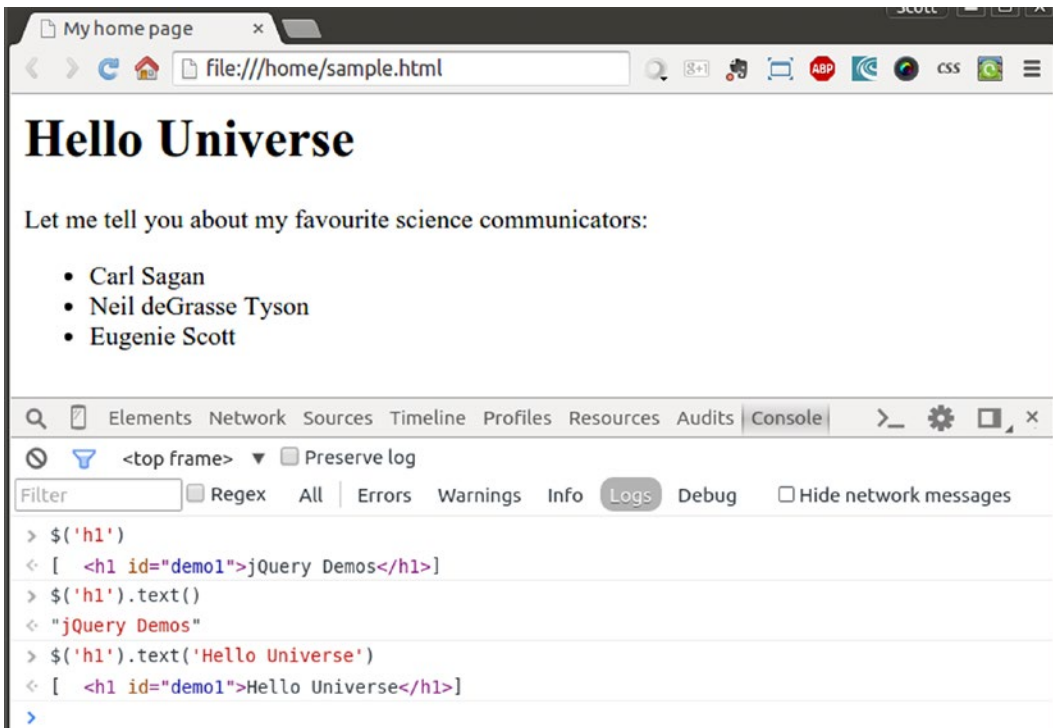 Scott
My home page ×
file:///home/sample.html g+1 ABP CSS
Hello Universe
Let me tell you about my favourite science communicators:
• Carl Sagan
• Neil deGrasse Tyson
• Eugenie Scott
Elements Network Sources Timeline Profiles Resources Audits Console
<top frame> ▼ Preserve log
Filter Regex All Errors Warnings Info Logs Debug Hide network messages
> $('h1')
<· [ <h1 id="demo1">jQuery Demos</h1>]
> $('h1').text()
<· "jQuery Demos"
> $('h1').text('Hello Universe')
<· [ <h1 id="demo1">Hello Universe</h1>]
>